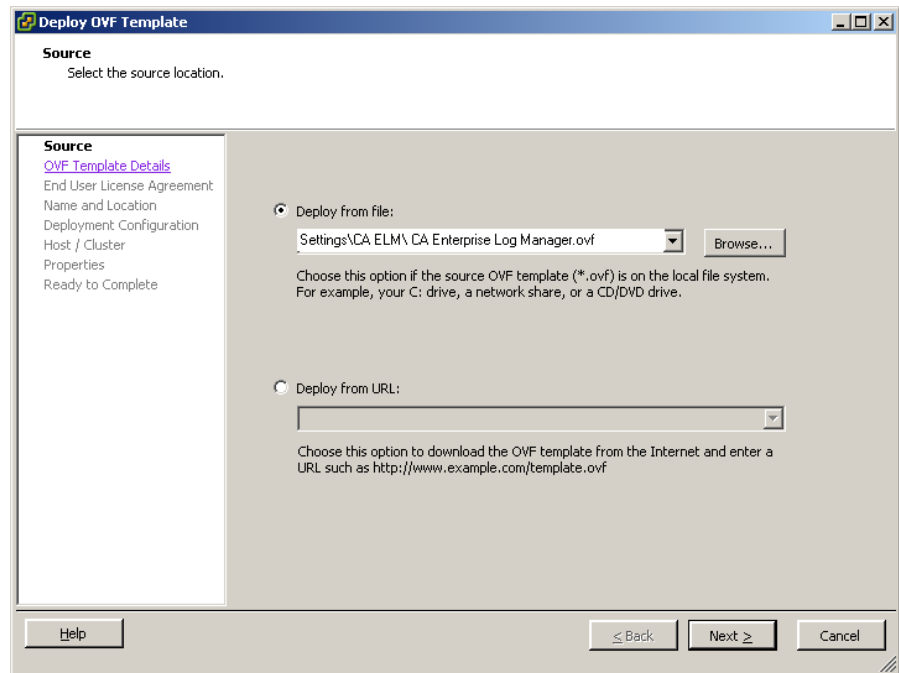 Deploy OVF Template
Source
Select the source location.
Source
OVF Template Details
End User License Agreement
Name and Location
Deployment Configuration
Host / Cluster
Properties
Ready to Complete
Deploy from file:
Settings\CA ELM\ CA Enterprise Log Manager.ovf
Browse...
Choose this option if the source OVF template (*.ovf) is on the local file system.
For example, your C: drive, a network share, or a CD/DVD drive.
Deploy from URL:
Choose this option to download the OVF template from the Internet and enter a
URL such as http://www.example.com/template.ovf
Help
≤ Back
Next ≥
Cancel